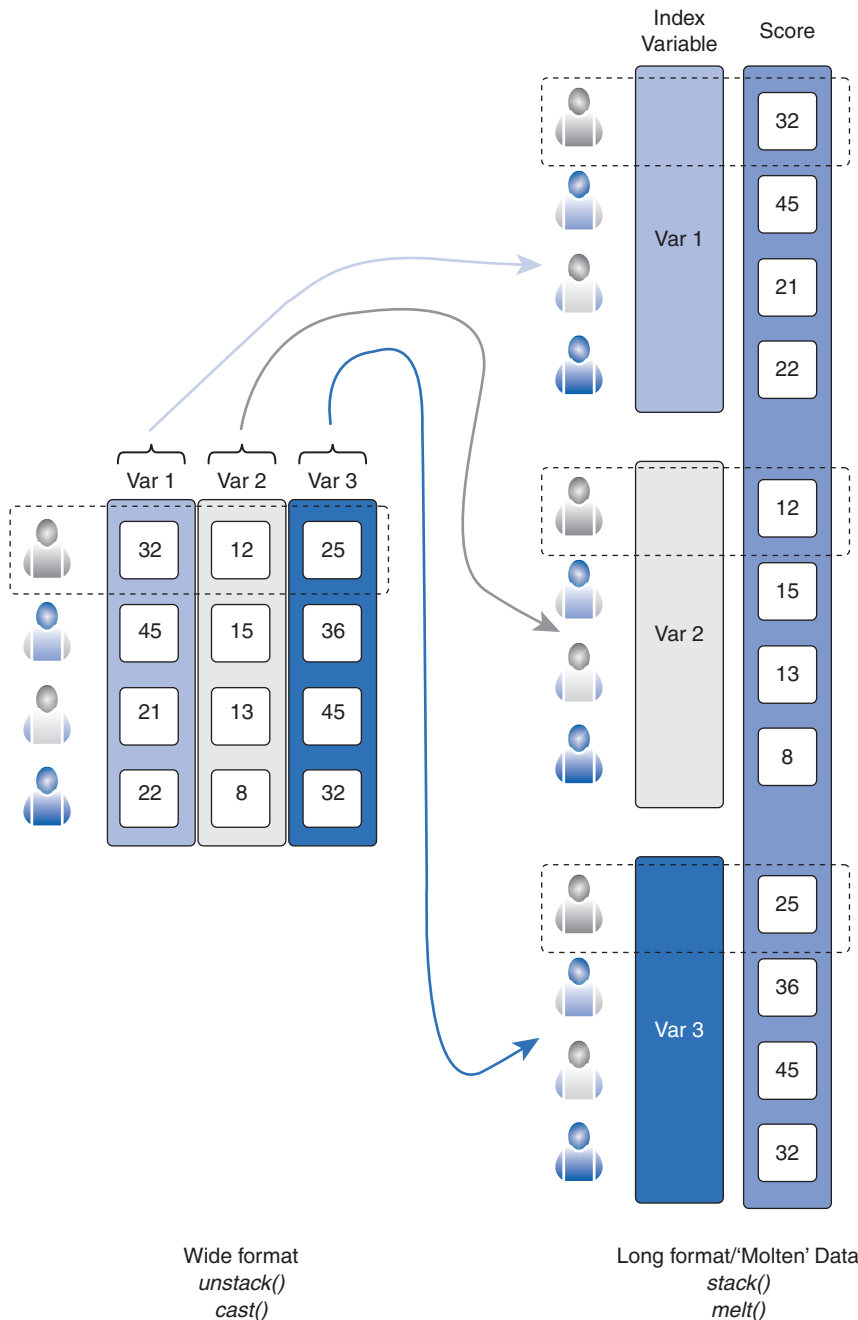 Index
Variable
Score
32
45
Var 1
21
22
Var 1 Var 2 Var 3
32 12 25
45 15 36
21 13 45
22 8 32
12
15
Var 2
13
8
25
36
Var 3
45
32
Wide format
unstack()
cast()
Long format/‘Molten’ Data
stack()
melt()